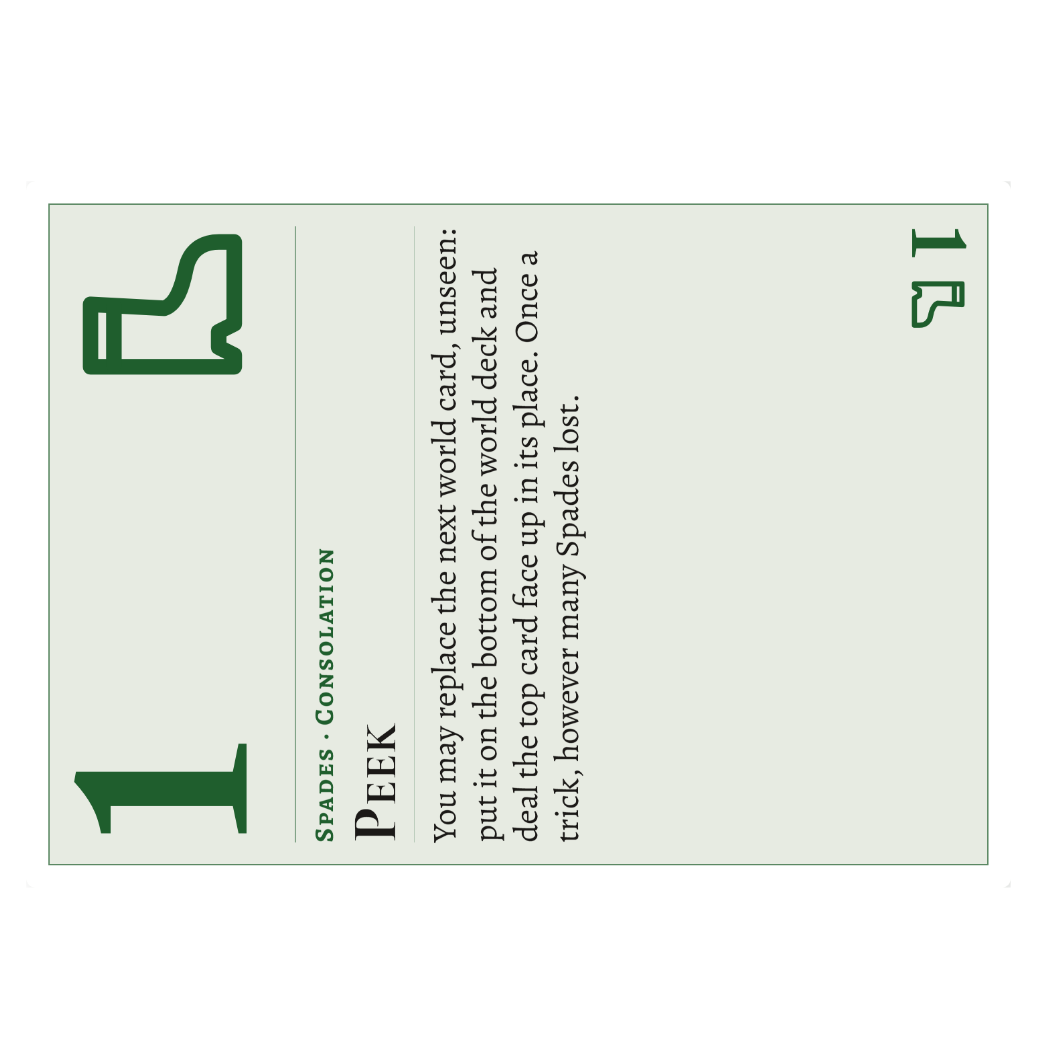 1
Spades · Consolation
Peek
You may replace the next world card, unseen:
put it on the bottom of the world deck and
deal the top card face up in its place. Once a
trick, however many Spades lost.
1